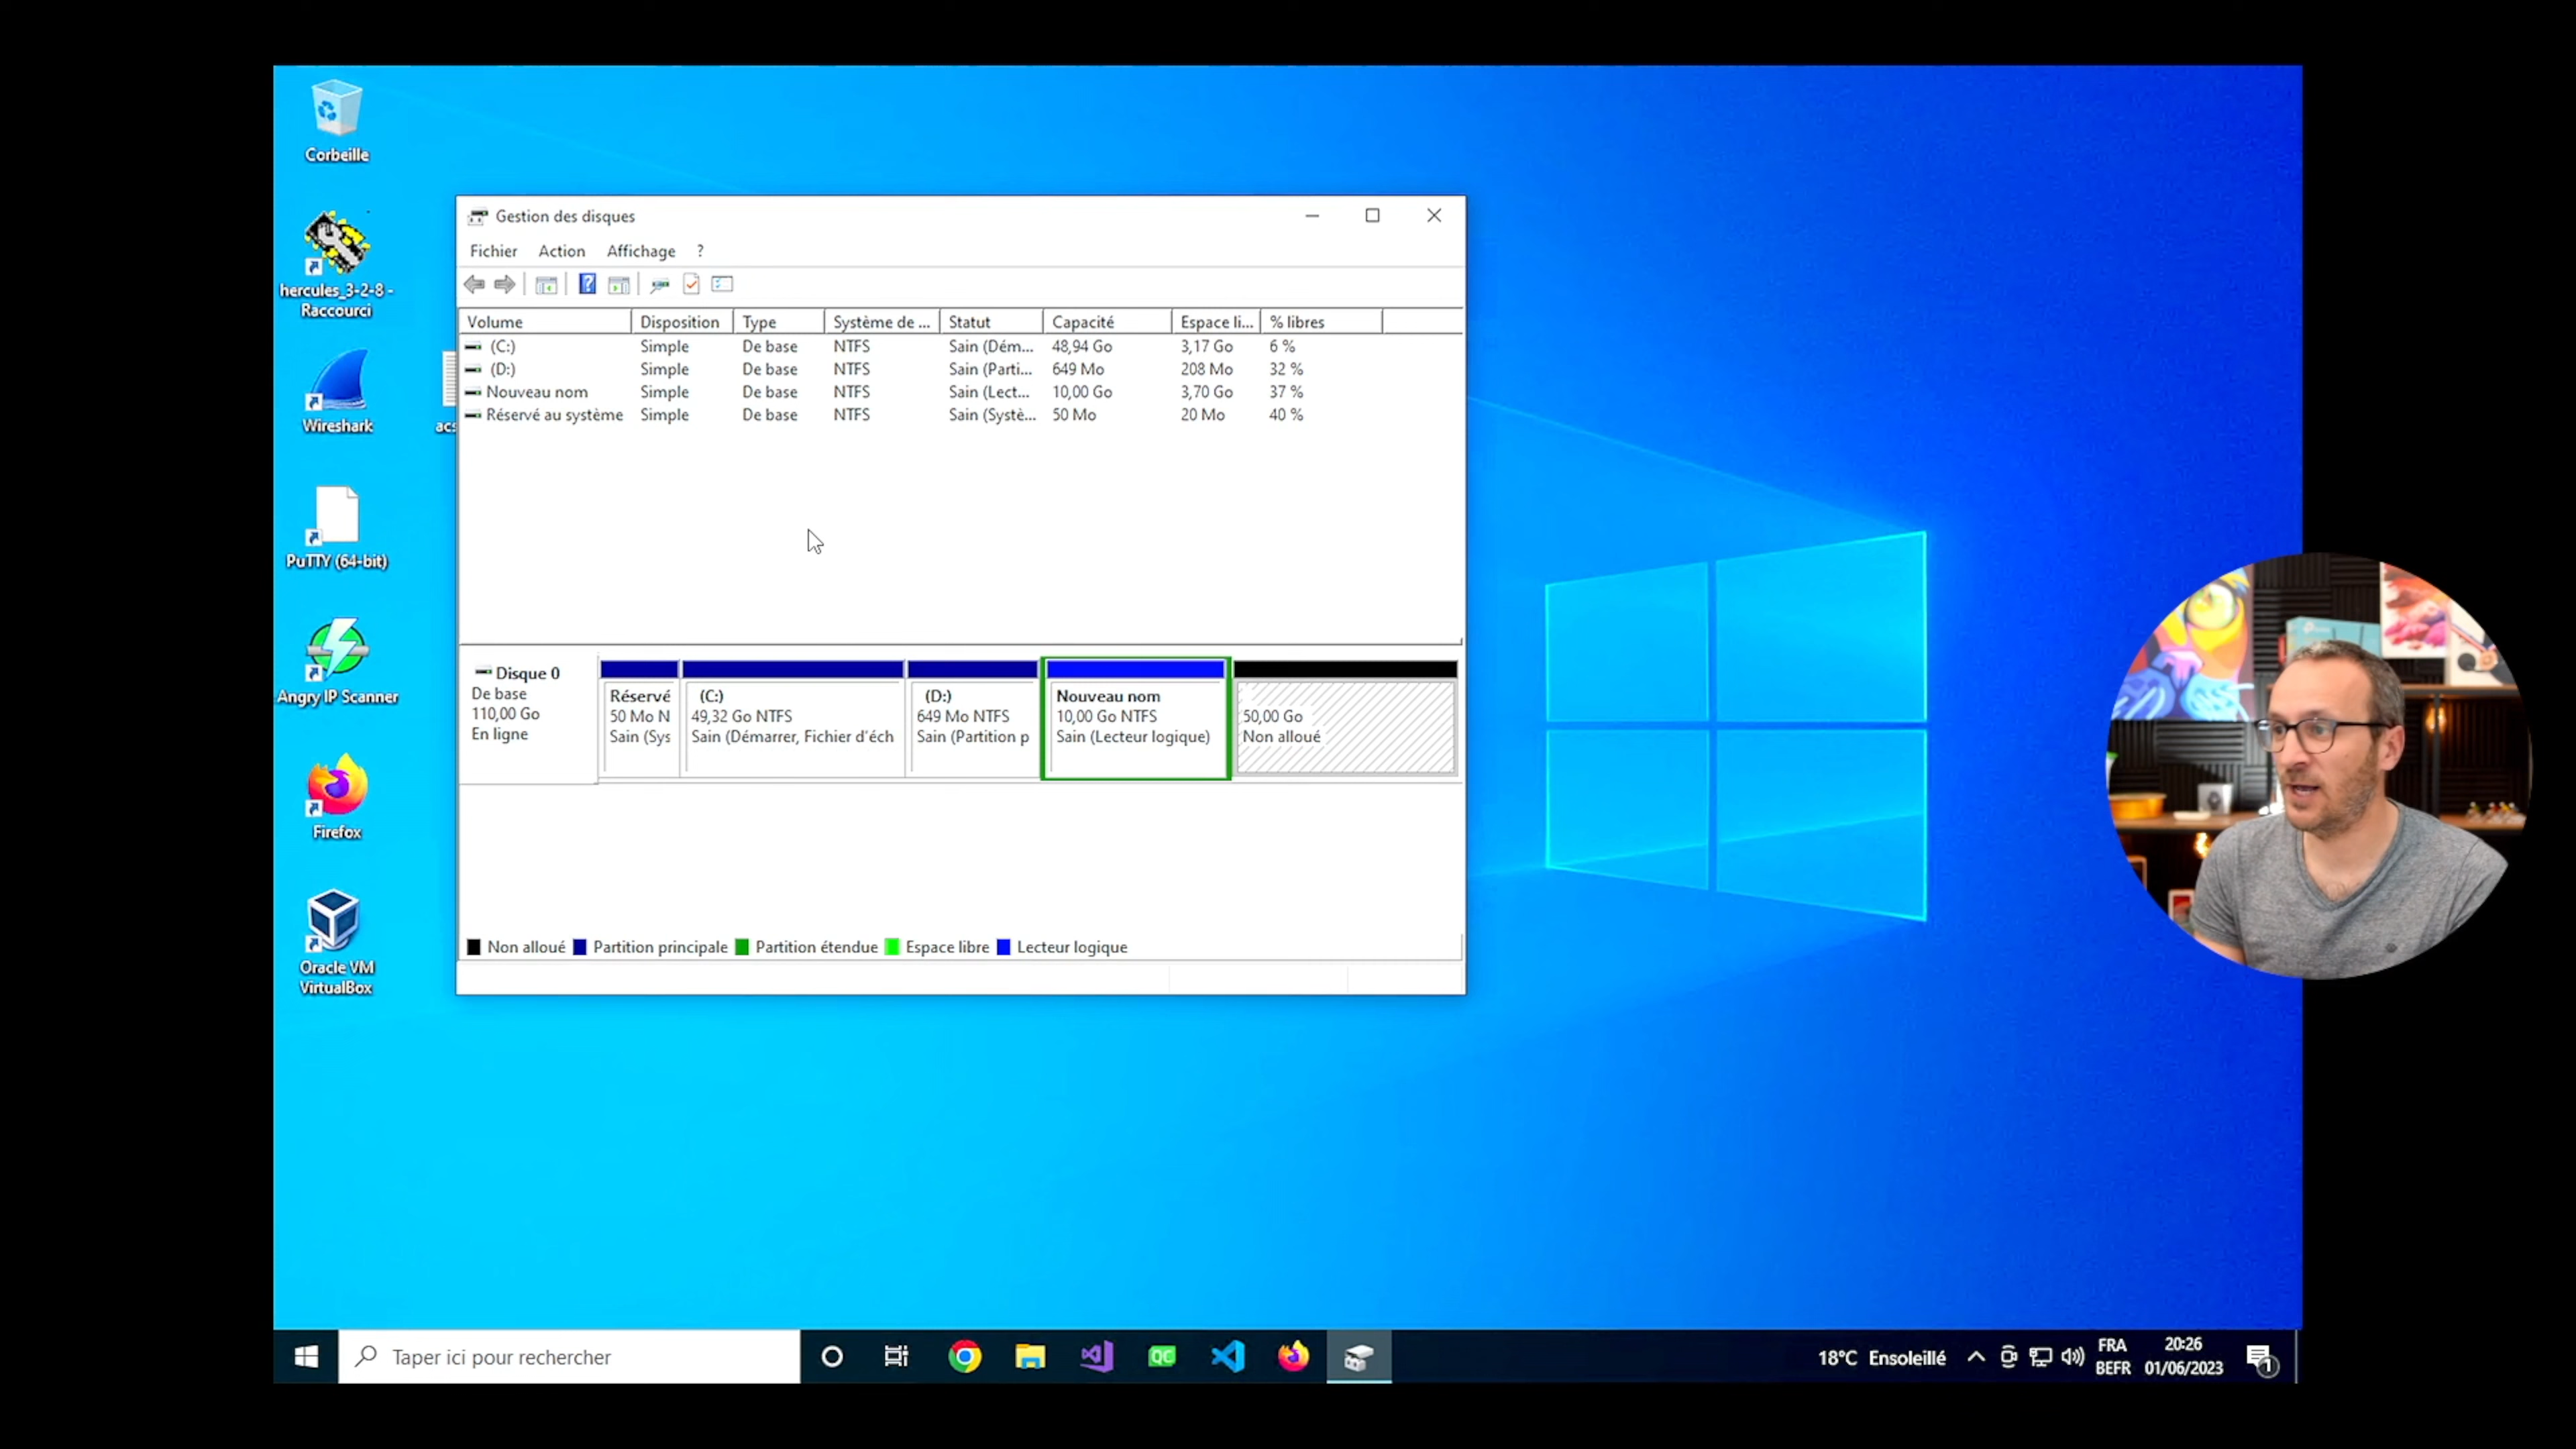 Corbeille
hercules_3-2-8 -
Raccourci
Wireshark
acs
PuTTY (64-bit)
Angry IP Scanner
Firefox
Oracle VM
VirtualBox
Gestion des disques
Fichier Action Affichage ?
Volume Disposition Type Système de ... Statut Capacité Espace li... % libres
(C:) Simple De base NTFS Sain (Dém... 48,94 Go 3,17 Go 6 %
(D:) Simple De base NTFS Sain (Parti... 649 Mo 208 Mo 32 %
Nouveau nom Simple De base NTFS Sain (Lect... 10,00 Go 3,70 Go 37 %
Réservé au système Simple De base NTFS Sain (Systè... 50 Mo 20 Mo 40 %
Disque 0
De base
110,00 Go
En ligne
Réservé
50 Mo N
Sain (Sys
(C:)
49,32 Go NTFS
Sain (Démarrer, Fichier d'éch
(D:)
649 Mo NTFS
Sain (Partition p
Nouveau nom
10,00 Go NTFS
Sain (Lecteur logique)
50,00 Go
Non alloué
Non alloué Partition principale Partition étendue Espace libre Lecteur logique
Taper ici pour rechercher
QC
18°C Ensoleillé
FRA
BEFR
20:26
01/06/2023
1